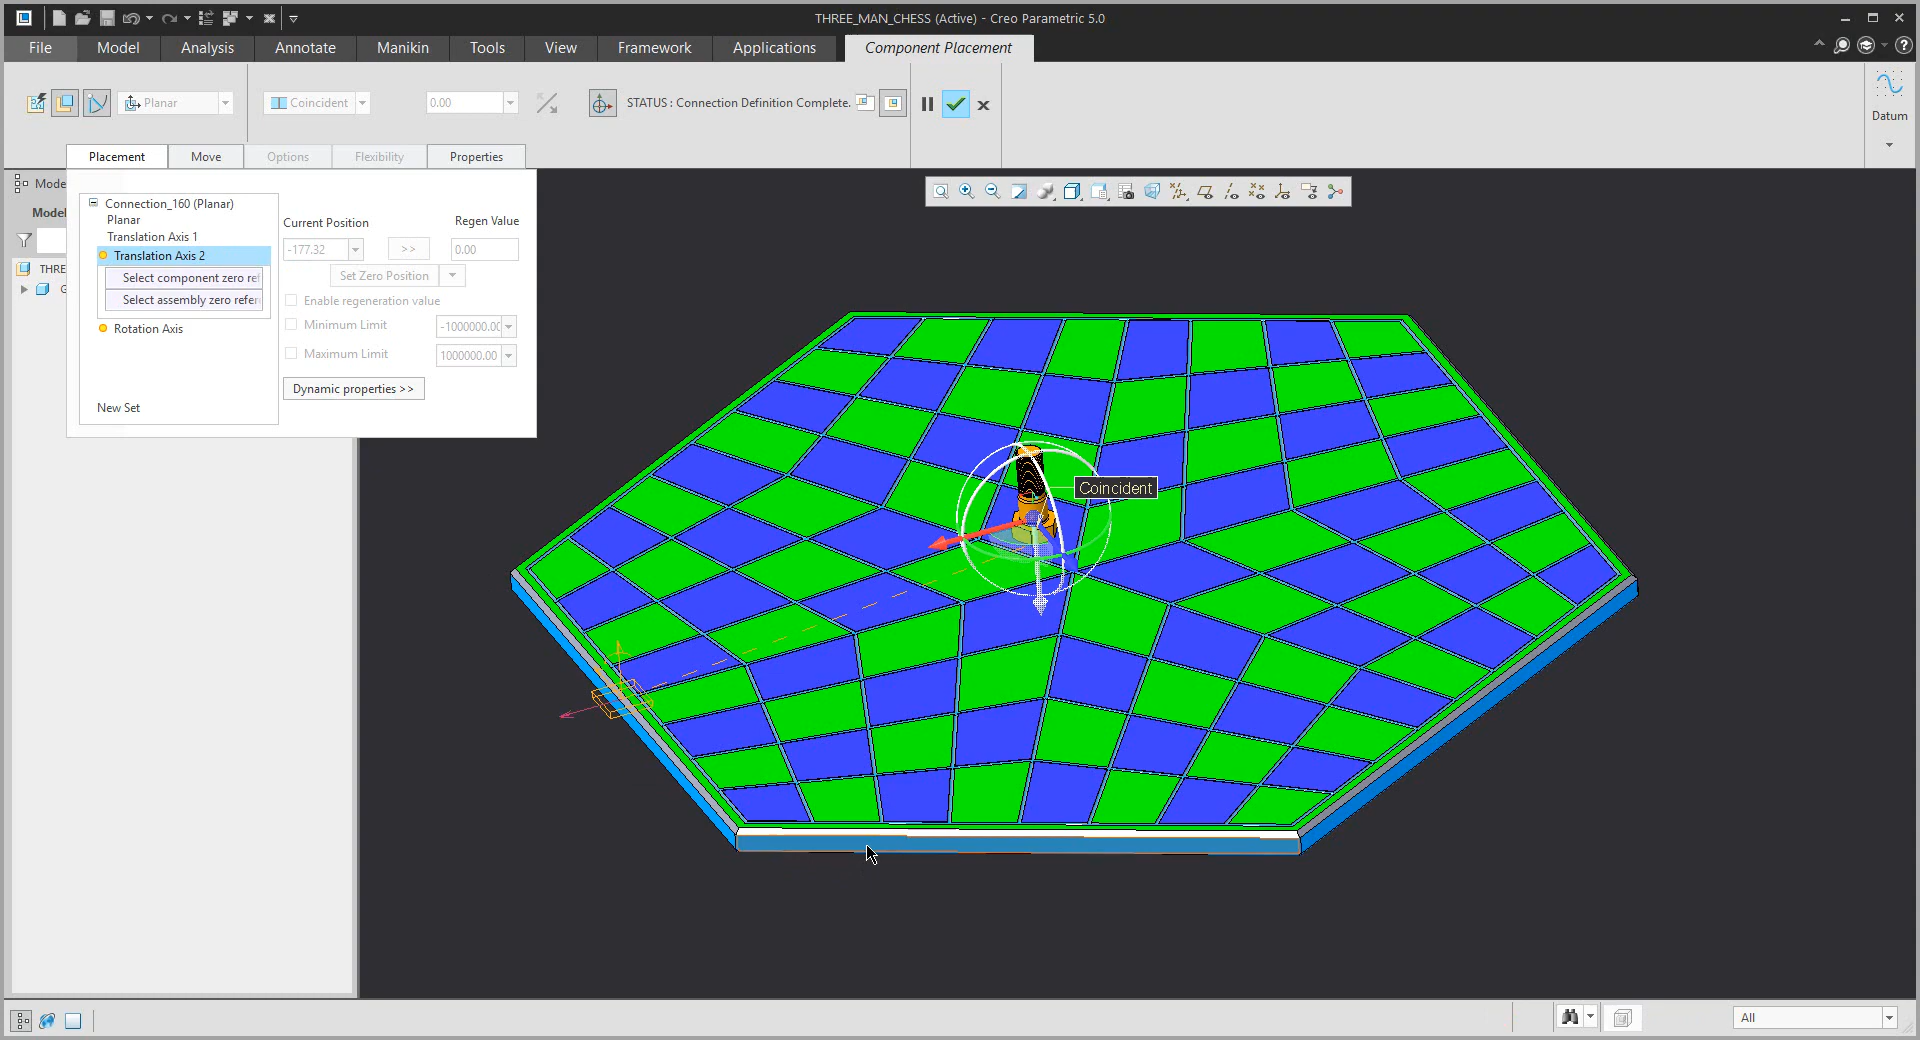 THREE_MAN_CHESS (Active) - Creo Parametric 5.0
File Model Analysis Annotate Manikin Tools View Framework Applications Component Placement
Planar Coincident 0.00 STATUS : Connection Definition Complete.
Datum
Placement Move Options Flexibility Properties
Mode
Model
THRE
Connection_160 (Planar)
Planar
Translation Axis 1
Translation Axis 2
Select component zero re
Select assembly zero refer
Rotation Axis
New Set
Current Position Regen Value
-177.32 >> 0.00
Set Zero Position
Enable regeneration value
Minimum Limit -1000000.00
Maximum Limit 1000000.00
Dynamic properties >>
Coincident
All